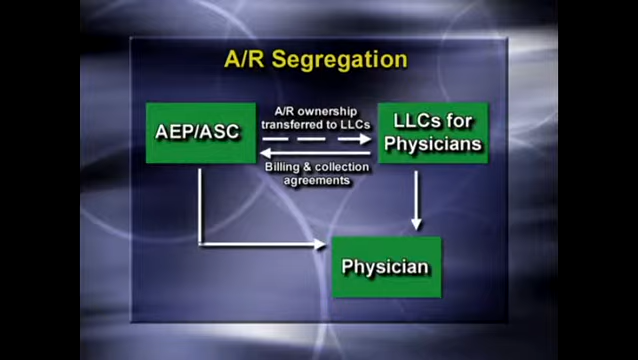 A/R Segregation
AEP/ASC
A/R ownership
transferred to LLCs
LLCs for
Physicians
Billing & collection
agreements
Physician